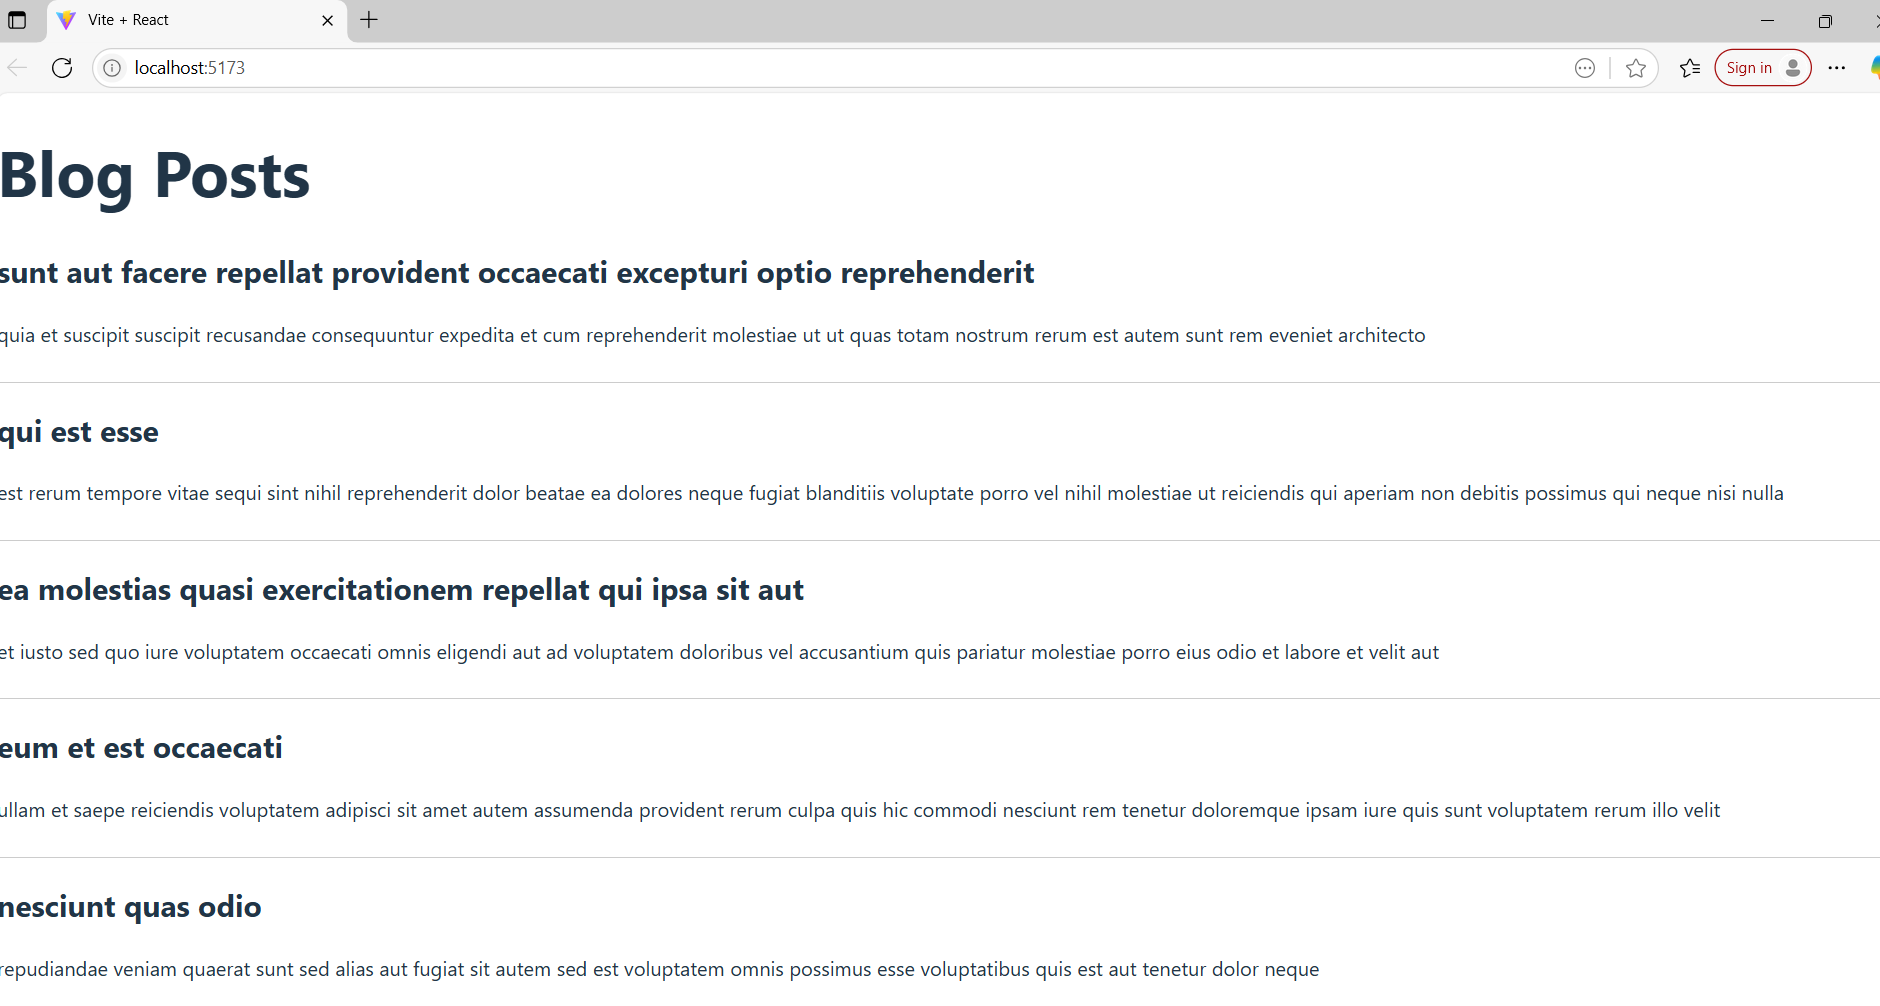 Vite + React
localhost:5173
Sign in
Blog Posts
sunt aut facere repellat provident occaecati excepturi optio reprehenderit
quia et suscipit suscipit recusandae consequuntur expedita et cum reprehenderit molestiae ut ut quas totam nostrum rerum est autem sunt rem eveniet architecto
qui est esse
est rerum tempore vitae sequi sint nihil reprehenderit dolor beatae ea dolores neque fugiat blanditiis voluptate porro vel nihil molestiae ut reiciendis qui aperiam non debitis possimus qui neque nisi nulla
ea molestias quasi exercitationem repellat qui ipsa sit aut
et iusto sed quo iure voluptatem occaecati omnis eligendi aut ad voluptatem doloribus vel accusantium quis pariatur molestiae porro eius odio et labore et velit aut
eum et est occaecati
ullam et saepe reiciendis voluptatem adipisci sit amet autem assumenda provident rerum culpa quis hic commodi nesciunt rem tenetur doloremque ipsam iure quis sunt voluptatem rerum illo velit
nesciunt quas odio
repudiandae veniam quaerat sunt sed alias aut fugiat sit autem sed est voluptatem omnis possimus esse voluptatibus quis est aut tenetur dolor neque